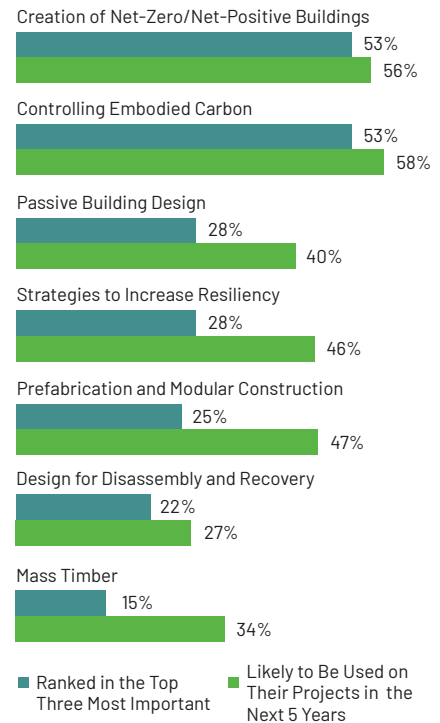 Creation of Net-Zero/Net-Positive Buildings
53%
56%
Controlling Embodied Carbon
53%
58%
Passive Building Design
28%
40%
Strategies to Increase Resiliency
28%
46%
Prefabrication and Modular Construction
25%
47%
Design for Disassembly and Recovery
22%
27%
Mass Timber
15%
34%
Ranked in the Top
Three Most Important
Likely to Be Used on
Their Projects in the
Next 5 Years